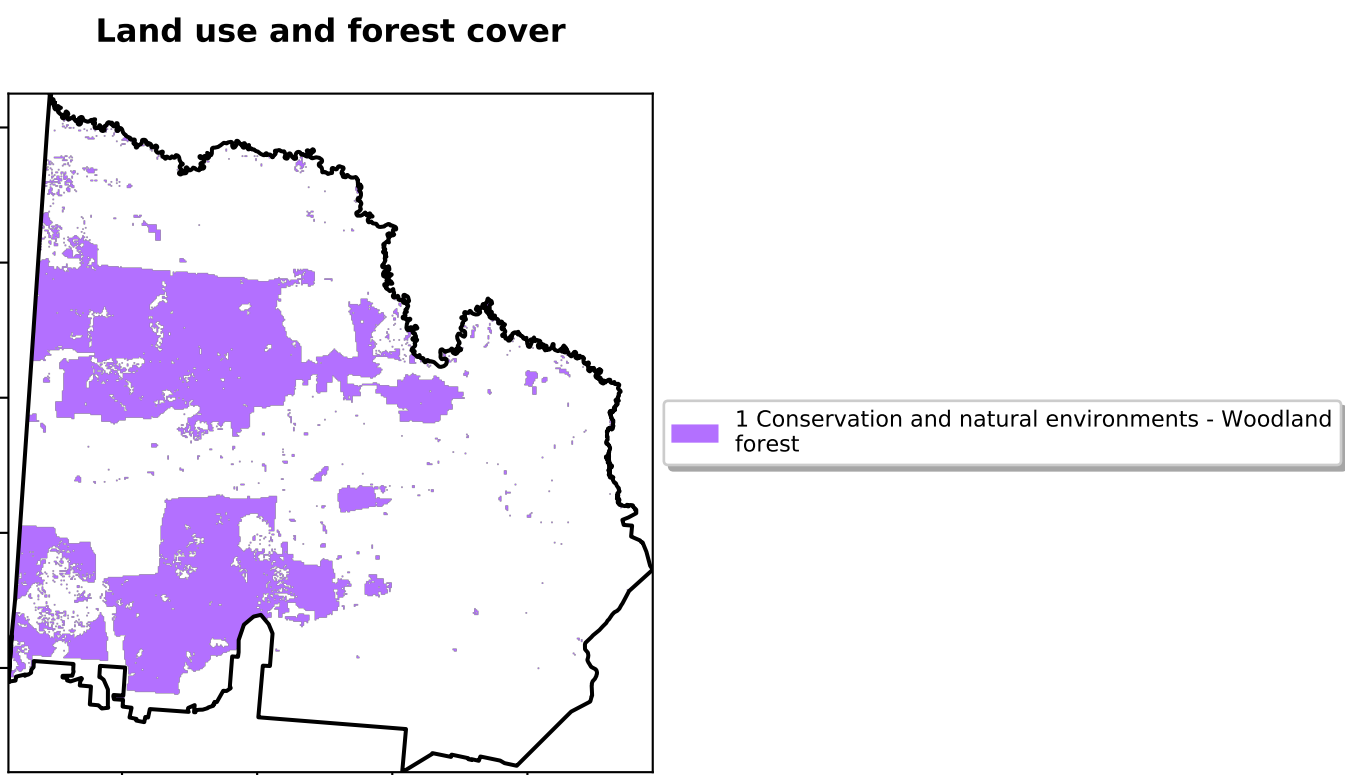 Land use and forest cover
1 Conservation and natural environments - Woodland
forest